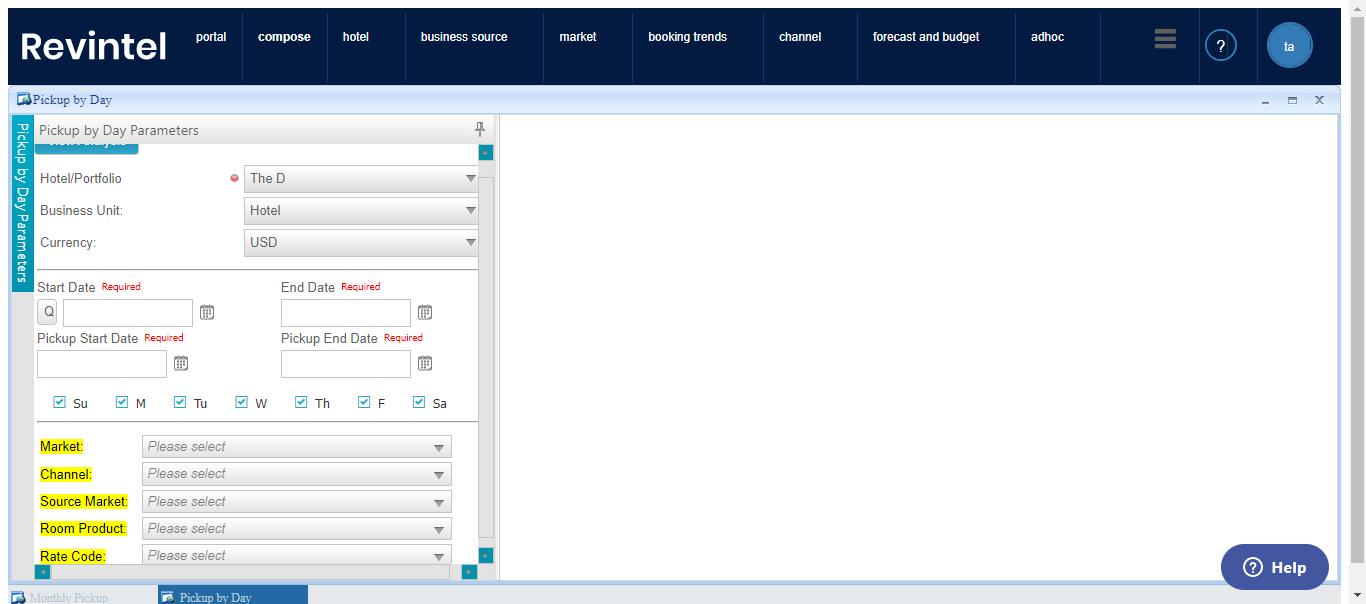 Revintel portal compose hotel business source market booking trends channel forecast and budget adhoc ? ta
Pickup by Day
Pickup by Day Parameters
Pickup by Day Parameters
Hotel/Portfolio The D
Business Unit: Hotel
Currency: USD
Start Date Required End Date Required
Q
Pickup Start Date Required Pickup End Date Required
Su M Tu W Th F Sa
Market: Please select
Channel: Please select
Source Market: Please select
Room Product: Please select
Rate Code: Please select
? Help
Monthly Pickup Pickup by Day